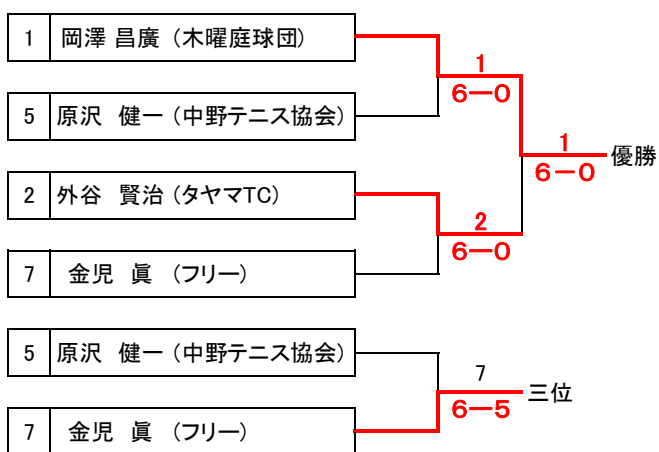 1 岡澤 昌廣 (木曜庭球団)
1
6−0
5 原沢 健一 (中野テニス協会)
1
優勝
6−0
2 外谷 賢治 (タヤマTC)
2
6−0
7 金児 眞 (フリー)
5 原沢 健一 (中野テニス協会)
7
三位
6−5
7 金児 眞 (フリー)